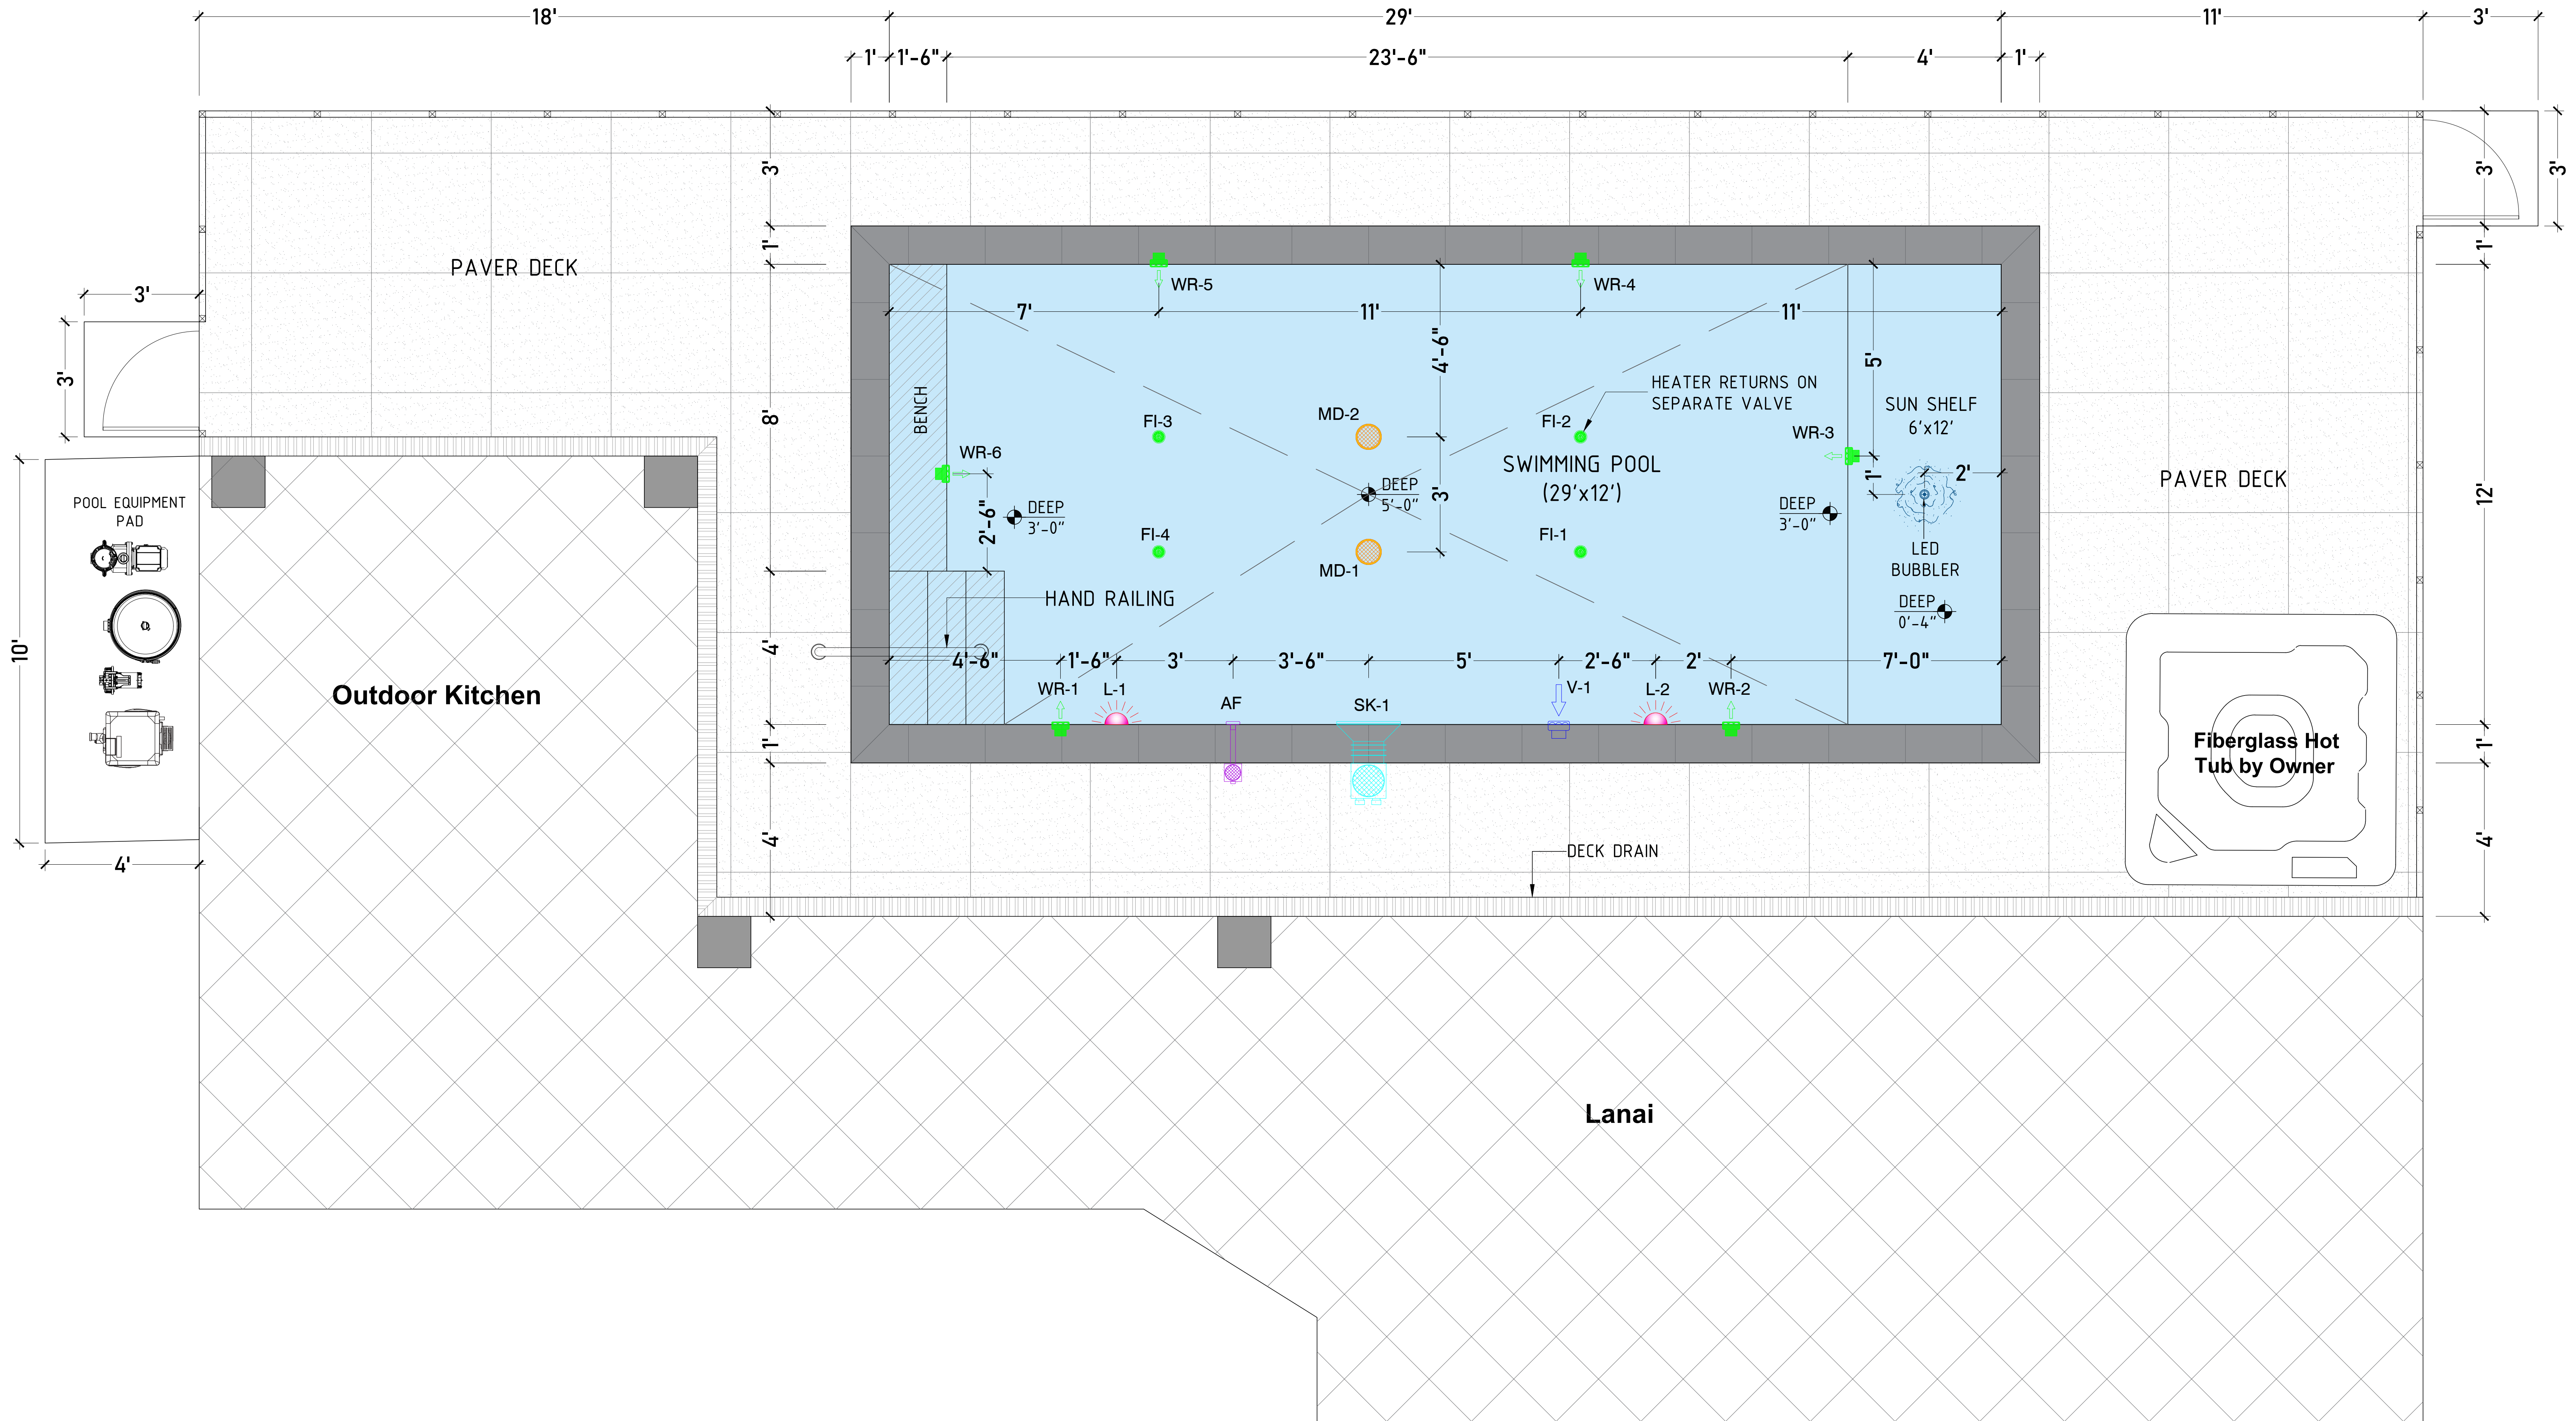 18'
29'
11'
3'
1'
1'-6"
23'-6"
4'
1'
3'
3'
3'
1'
1'
PAVER DECK
WR-5
WR-4
3'
7'
11'
11'
4'-6"
5'
3'
8'
BENCH
HEATER RETURNS ON
SEPARATE VALVE
SUN SHELF
6'x12'
FI-3
MD-2
FI-2
WR-3
WR-6
SWIMMING POOL
(29'x12')
1'
2'
PAVER DECK
12'
DEEP
5'-0"
3'
DEEP
3'-0"
DEEP
3'-0"
2'-6"
POOL EQUIPMENT
PAD
FI-4
MD-1
FI-1
LED
BUBBLER
HAND RAILING
DEEP
0'-4"
10'
4'
4'-6"
1'-6"
3'
3'-6"
5'
2'-6"
2'
7'-0"
Outdoor Kitchen
WR-1
L-1
AF
SK-1
V-1
L-2
WR-2
1'
Fiberglass Hot
Tub by Owner
1'
4'
4'
4'
DECK DRAIN
Lanai